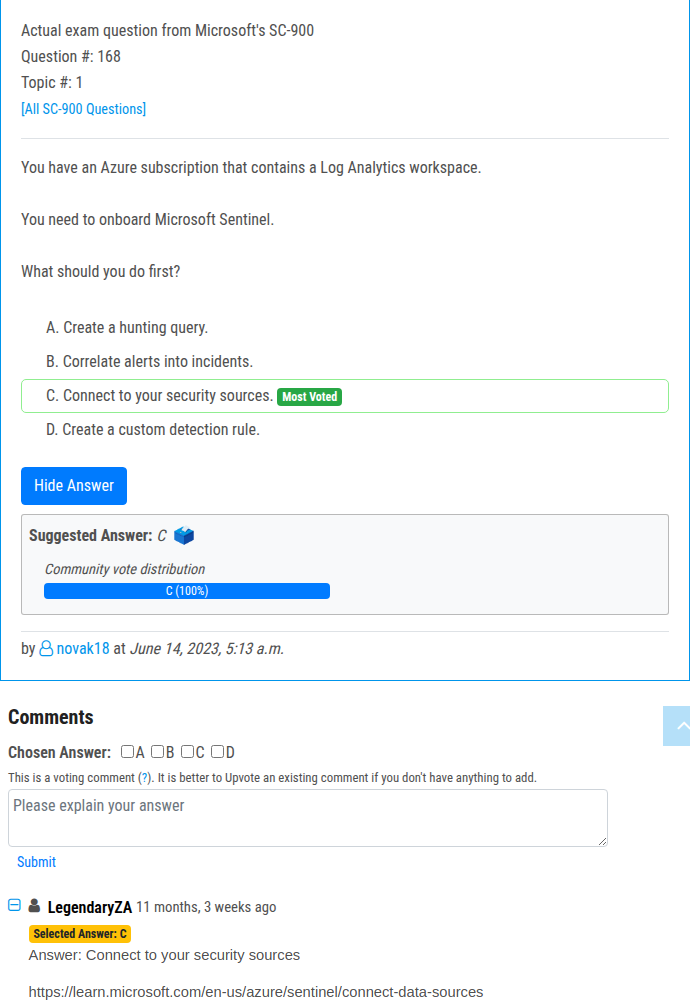 Actual exam question from Microsoft's SC-900
Question #: 168
Topic #: 1
[All SC-900 Questions]
You have an Azure subscription that contains a Log Analytics workspace.
You need to onboard Microsoft Sentinel.
What should you do first?
A. Create a hunting query.
B. Correlate alerts into incidents.
C. Connect to your security sources. Most Voted
D. Create a custom detection rule.
Hide Answer
Suggested Answer: C
Community vote distribution
C (100%)
by novak18 at June 14, 2023, 5:13 a.m.
Comments
Chosen Answer: A B C D
This is a voting comment (?). It is better to Upvote an existing comment if you don't have anything to add.
Please explain your answer
Submit
LegendaryZA 11 months, 3 weeks ago
Selected Answer: C
Answer: Connect to your security sources
https://learn.microsoft.com/en-us/azure/sentinel/connect-data-sources